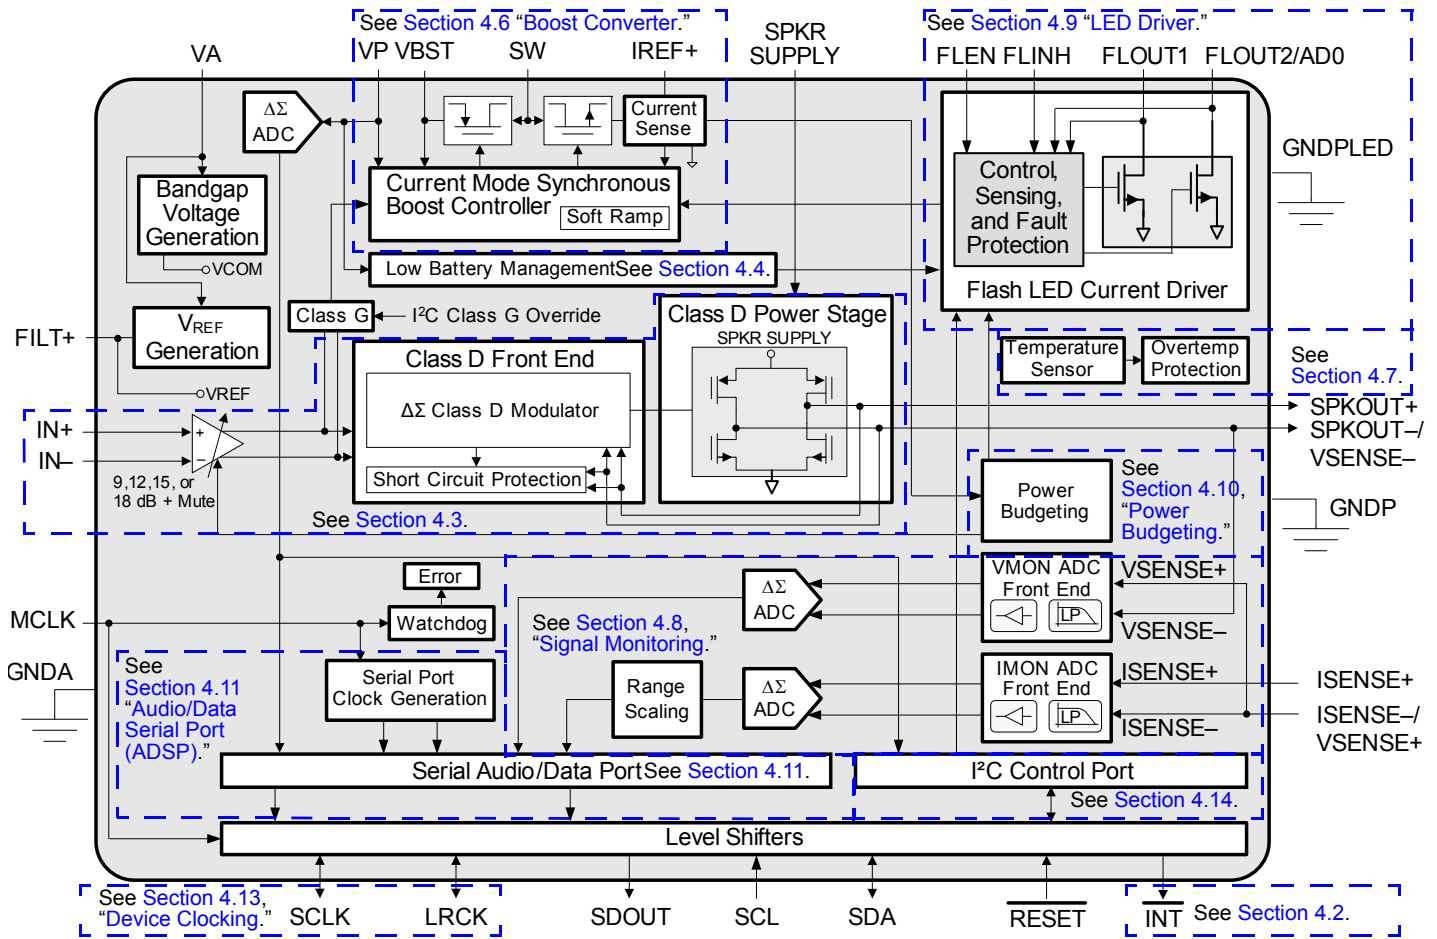 See Section 4.6 “Boost Converter.”
See Section 4.9 “LED Driver.”
SPKR
SUPPLY
VA
VP VBST
SW
IREF+
FLEN FLINH
FLOUT1
FLOUT2/AD0
ΔΣ
ADC
Current
Sense
GNDPLED
Bandgap
Voltage
Generation
VCOM
Current Mode Synchronous
Boost Controller
Soft Ramp
Control,
Sensing,
and Fault
Protection
Flash LED Current Driver
Low Battery Management See Section 4.4.
Class G
I²C Class G Override
Class D Power Stage
SPKR SUPPLY
FILT+
VREF
Generation
VREF
Class D Front End
ΔΣ Class D Modulator
Short Circuit Protection
Temperature
Sensor
Overtemp
Protection
See
Section 4.7.
SPKOUT+
SPKOUT–/
VSENSE–
IN+
IN–
+
–
9,12,15, or
18 dB + Mute
See Section 4.3.
Power
Budgeting
See
Section 4.10,
“Power
Budgeting.”
GNDP
Error
Watchdog
MCLK
ΔΣ
ADC
VMON ADC
Front End
LP
VSENSE+
VSENSE–
See Section 4.8,
“Signal Monitoring.”
GNDA
See
Section 4.11
“Audio/Data
Serial Port
(ADSP).”
Serial Port
Clock Generation
Range
Scaling
ΔΣ
ADC
IMON ADC
Front End
LP
ISENSE+
ISENSE–
ISENSE+
ISENSE–/
VSENSE+
Serial Audio/Data Port See Section 4.11.
I²C Control Port
See Section 4.14.
Level Shifters
See Section 4.13,
“Device Clocking.”
SCLK
LRCK
SDOUT
SCL
SDA
RESET
INT
See Section 4.2.